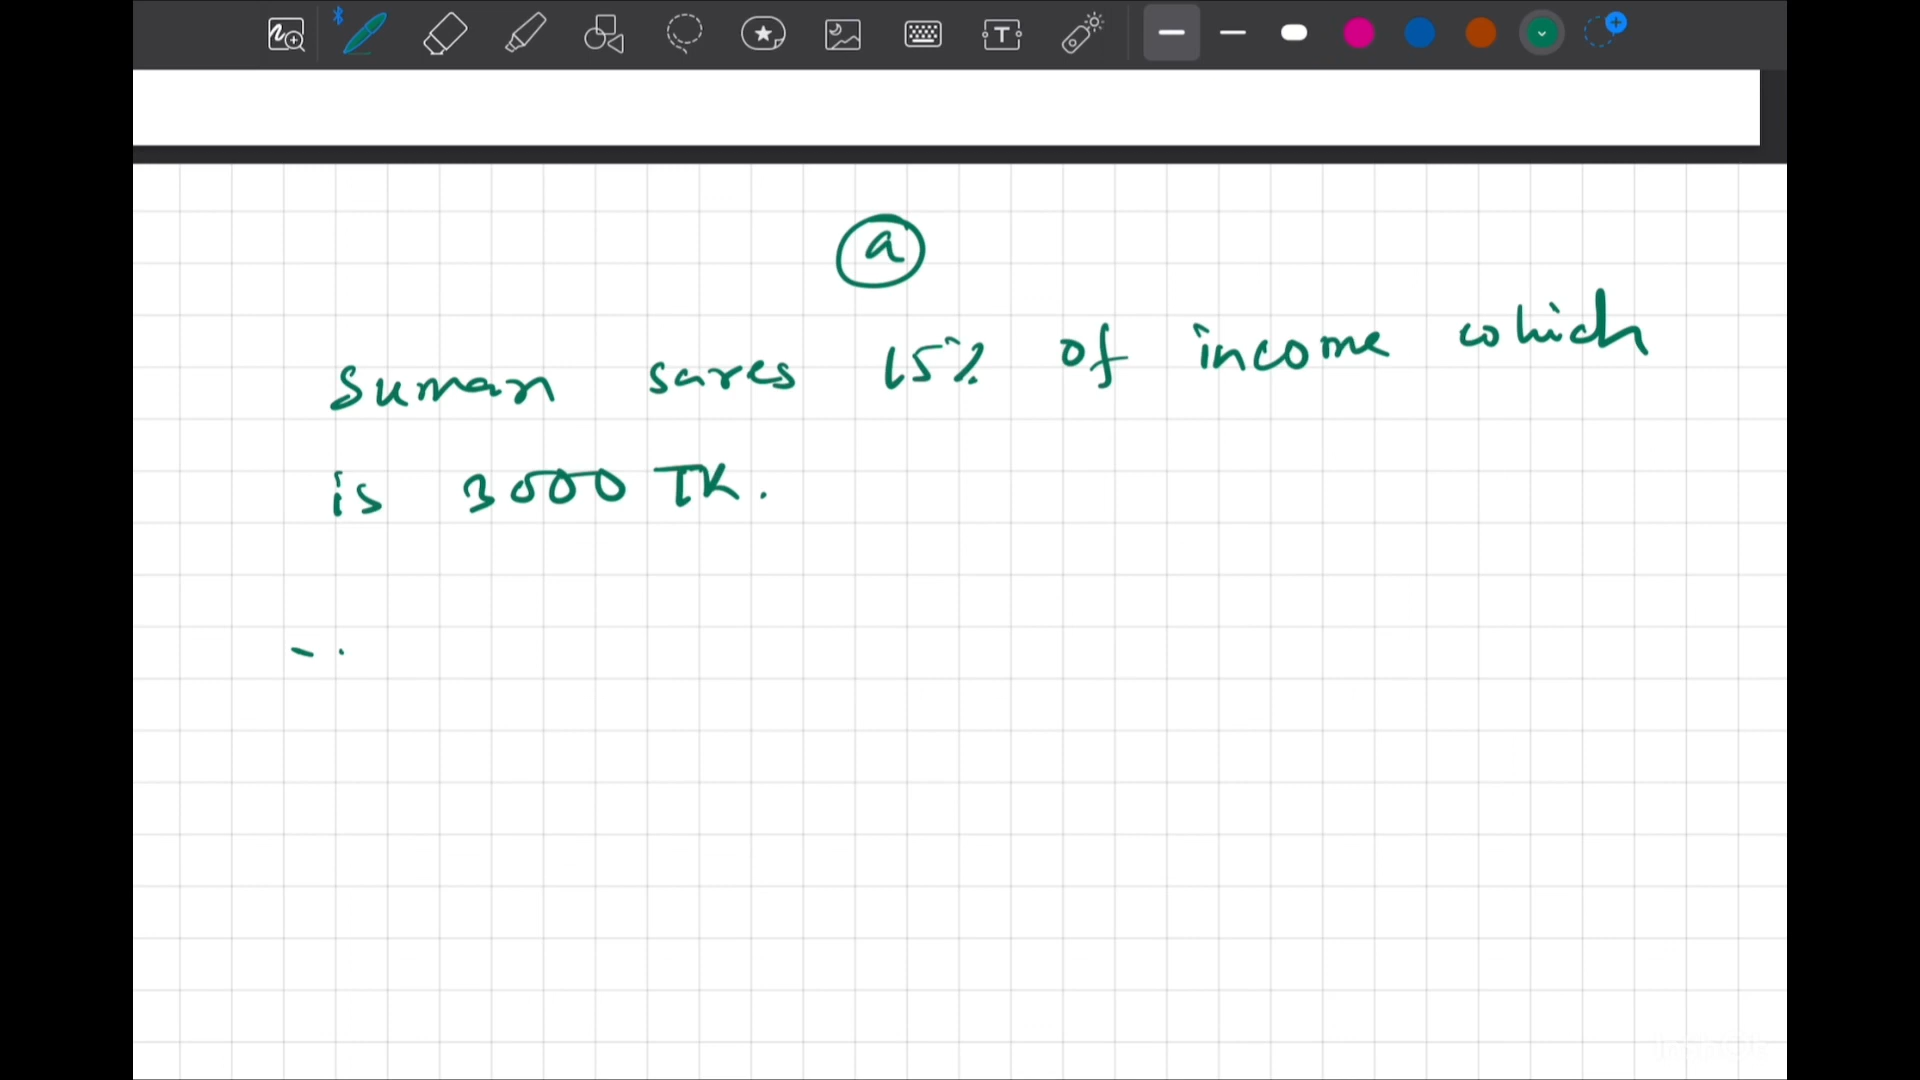 a
Suman saves 15% of income which
is 3000 TK.